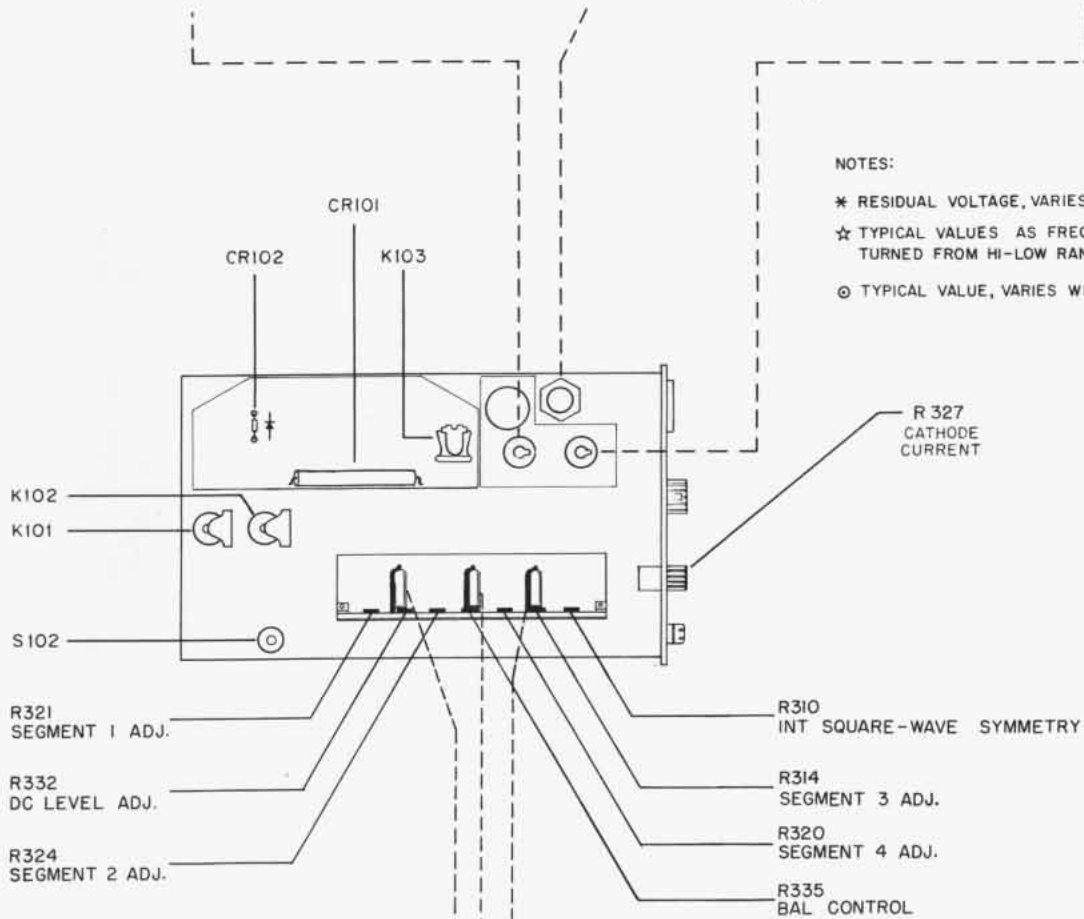 NOTES:
* RESIDUAL VOLTAGE, VARIES
☆ TYPICAL VALUES AS FREQ
TURNED FROM HI-LOW RAN
⊙ TYPICAL VALUE, VARIES WI
CR101
CR102
K103
R 327
CATHODE
CURRENT
K102
K101
S102
R321
SEGMENT 1 ADJ.
R332
DC LEVEL ADJ.
R324
SEGMENT 2 ADJ.
R310
INT SQUARE-WAVE SYMMETRY
R314
SEGMENT 3 ADJ.
R320
SEGMENT 4 ADJ.
R335
BAL CONTROL